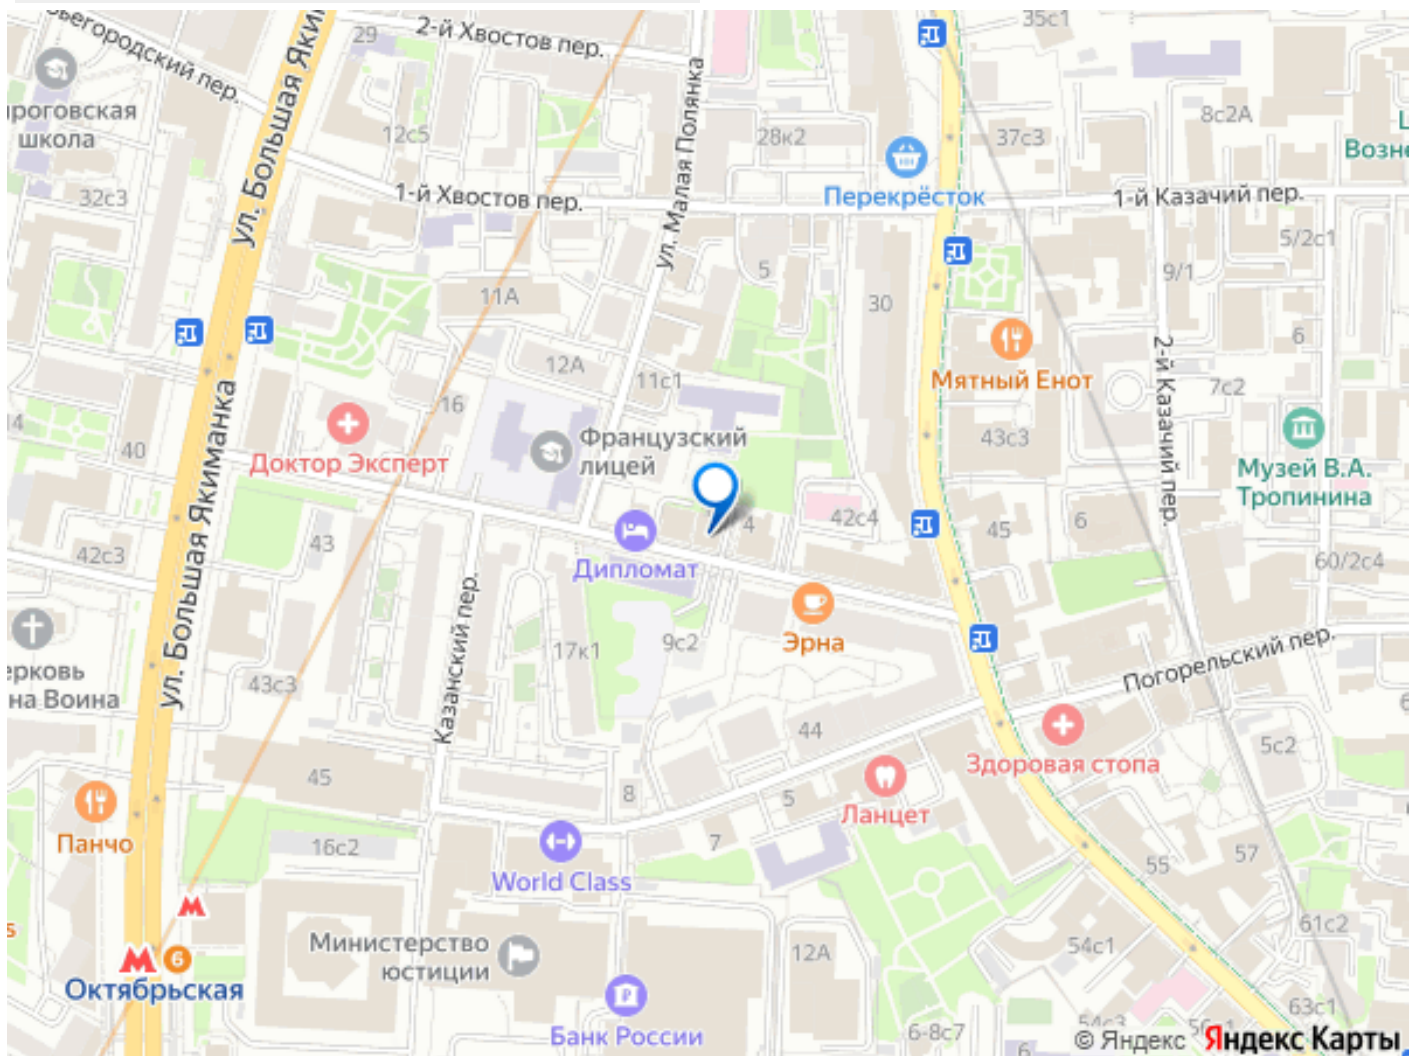 2-й Хвостов пер.
29
35с1
ул. Большая Яки
школа
12с5
28к2
37с3
8с2А
Перекрёсток
32с3
1-й Хвостов пер.
ул. Малая Полянка
1-й Казачий пер.
5/2с1
9/1
5
30
11А
6
Мятный Енот
2-й Казачий пер.
12А
11с1
7с2
16
40
43с3
Доктор Эксперт
Французский
лицей
Музей В.А.
Тропинина
ул. Большая Якиманка
42с4
4
45
6
42с3
43
Дипломат
60/2с4
Казанский пер.
Эрна
9с2
17к1
43с3
на Воина
Погорельский пер.
44
Здоровая стопа
5с2
45
8
5
Ланцет
7
Панчо
16с2
World Class
55
57
61с2
Министерство
юстиции
12А
54с1
6
Октябрьская
Банк России
6-8с7
63с1
© Яндекс Яндекс Карты